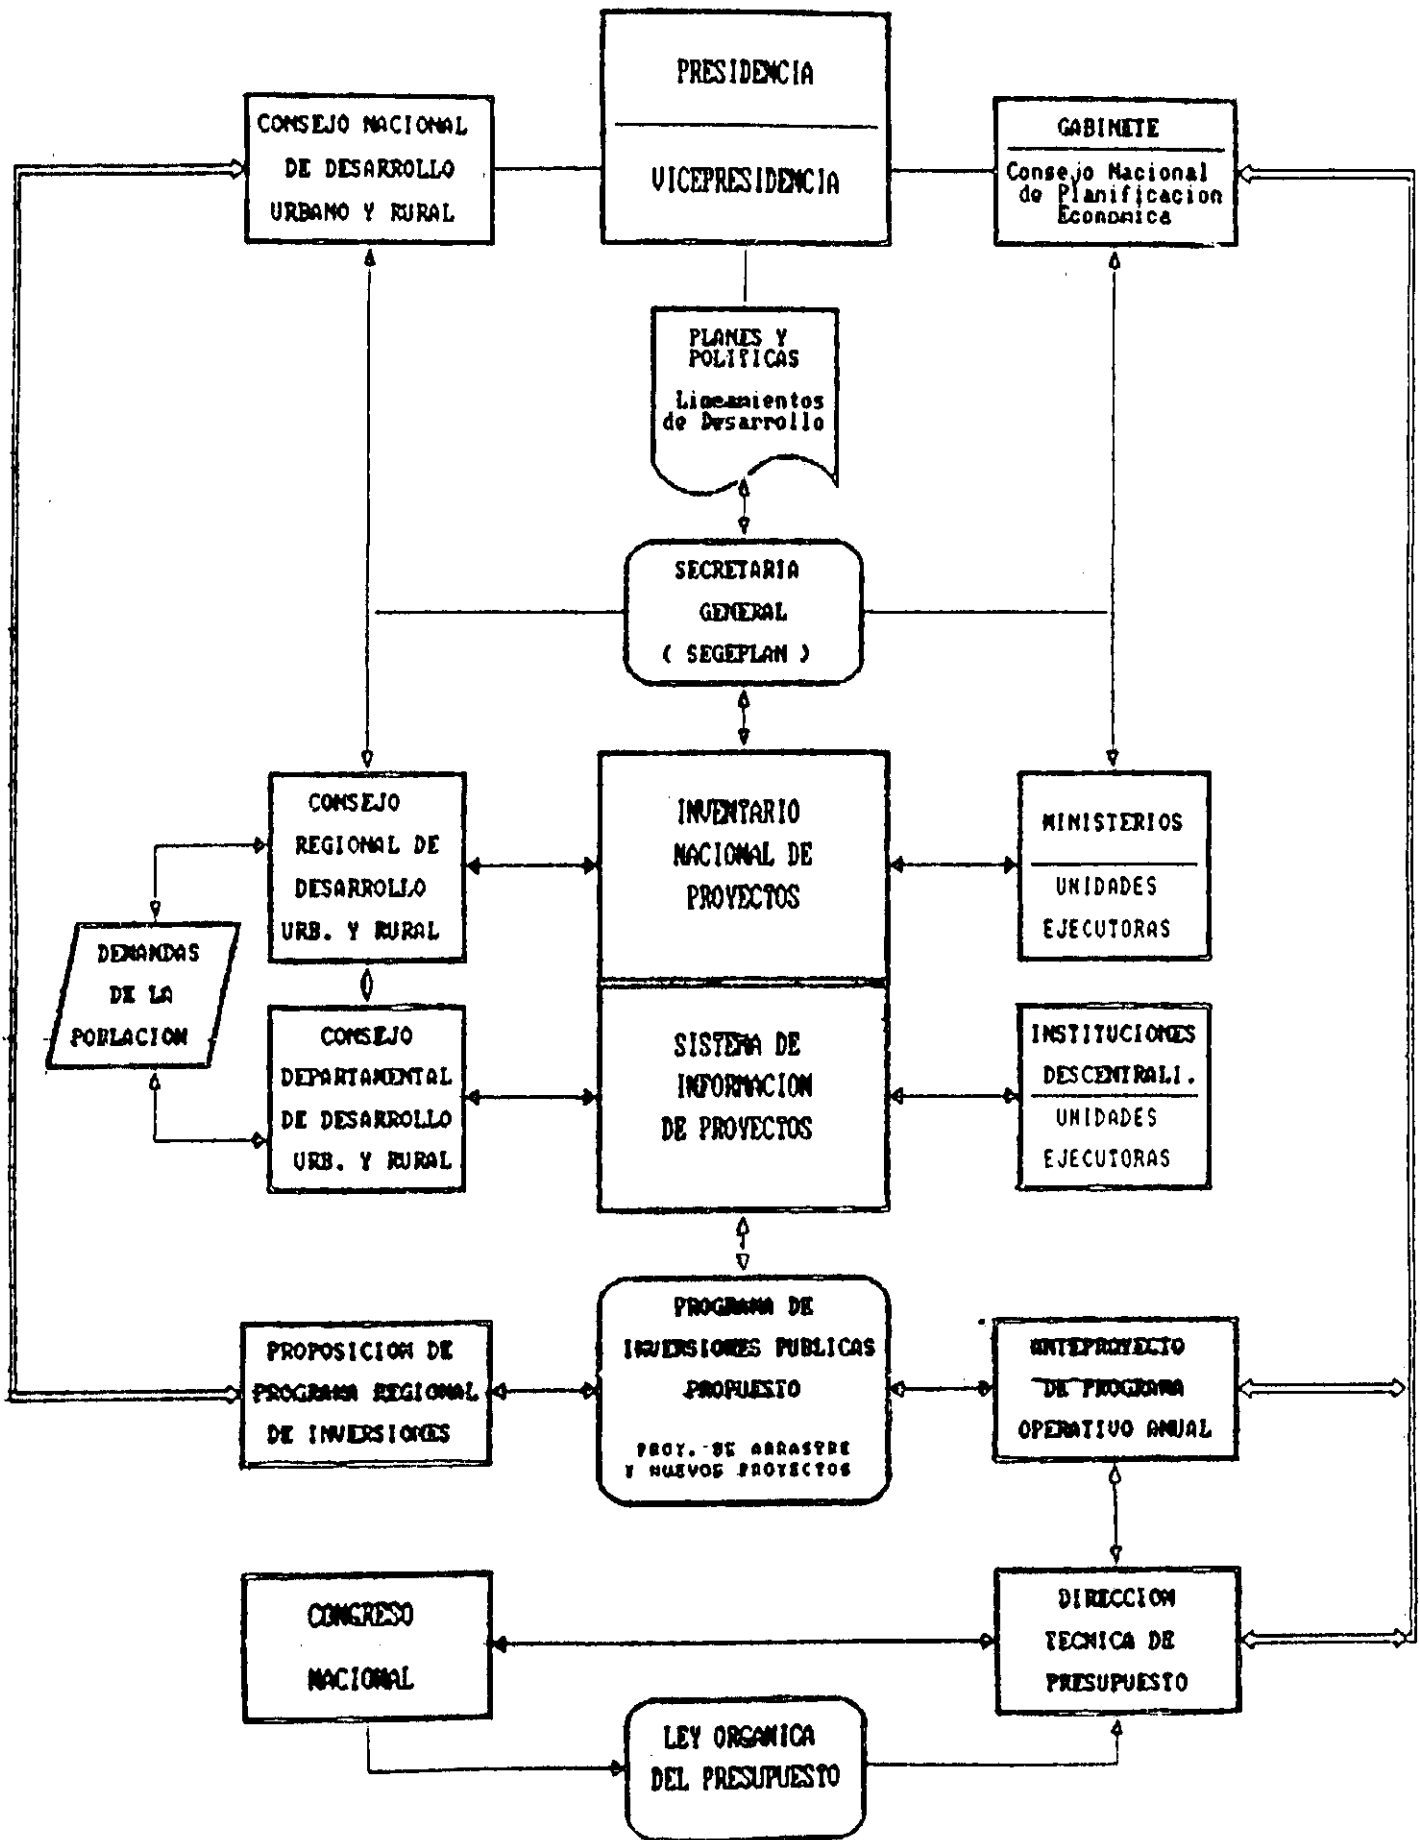 PRESIDENCIA
VICEPRESIDENCIA
CONSEJO NACIONAL
DE DESARROLLO
URBANO Y RURAL
GABINETE
Consejo Nacional
de Planificacion
Economica
PLANES Y
POLITICAS
Lineamientos
de Desarrollo
SECRETARIA
GENERAL
( SEGEPLAN )
CONSEJO
REGIONAL DE
DESARROLLO
URB. Y RURAL
INVENTARIO
NACIONAL DE
PROYECTOS
MINISTERIOS
UNIDADES
EJECUTORAS
DEMANDAS
DE LA
POBLACION
CONSEJO
DEPARTAMENTAL
DE DESARROLLO
URB. Y RURAL
SISTEMA DE
INFORMACION
DE PROYECTOS
INSTITUCIONES
DESCENTRALI.
UNIDADES
EJECUTORAS
PROPOSICION DE
PROGRAMA REGIONAL
DE INVERSIONES
PROGRAMA DE
INVERSIONES PUBLICAS
PROPUESTO
PROY. DE ARRASTRE
Y NUEVOS PROYECTOS
ANTEPROYECTO
DE PROGRAMA
OPERATIVO ANUAL
CONGRESO
NACIONAL
DIRECCION
TECNICA DE
PRESUPUESTO
LEY ORGANICA
DEL PRESUPUESTO